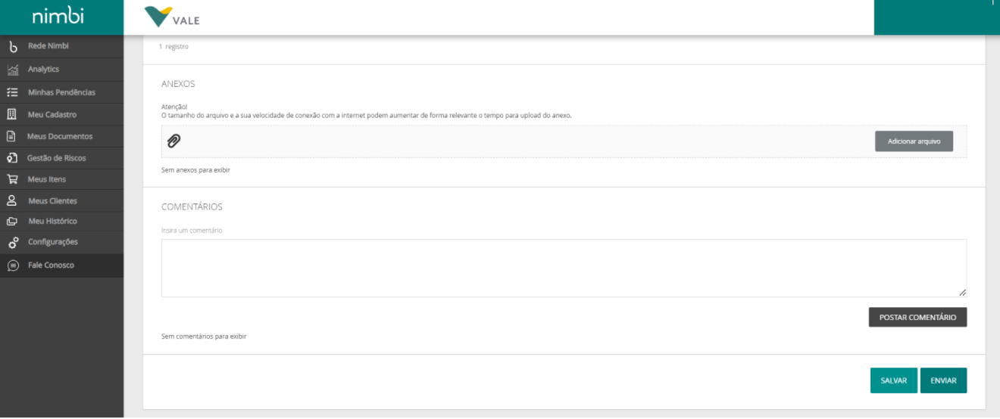 nimbi
VALE
Rede Nimbi
Analytics
Minhas Pendências
Meu Cadastro
Meus Documentos
Gestão de Riscos
Meus Itens
Meus Clientes
Meu Histórico
Configurações
Fale Conosco
1 registro
ANEXOS
Atenção!
O tamanho do arquivo e a sua velocidade de conexão com a internet podem aumentar de forma relevante o tempo para upload do anexo.
Adicionar arquivo
Sem anexos para exibir
COMENTÁRIOS
Insira um comentário
POSTAR COMENTÁRIO
Sem comentários para exibir
SALVAR ENVIAR